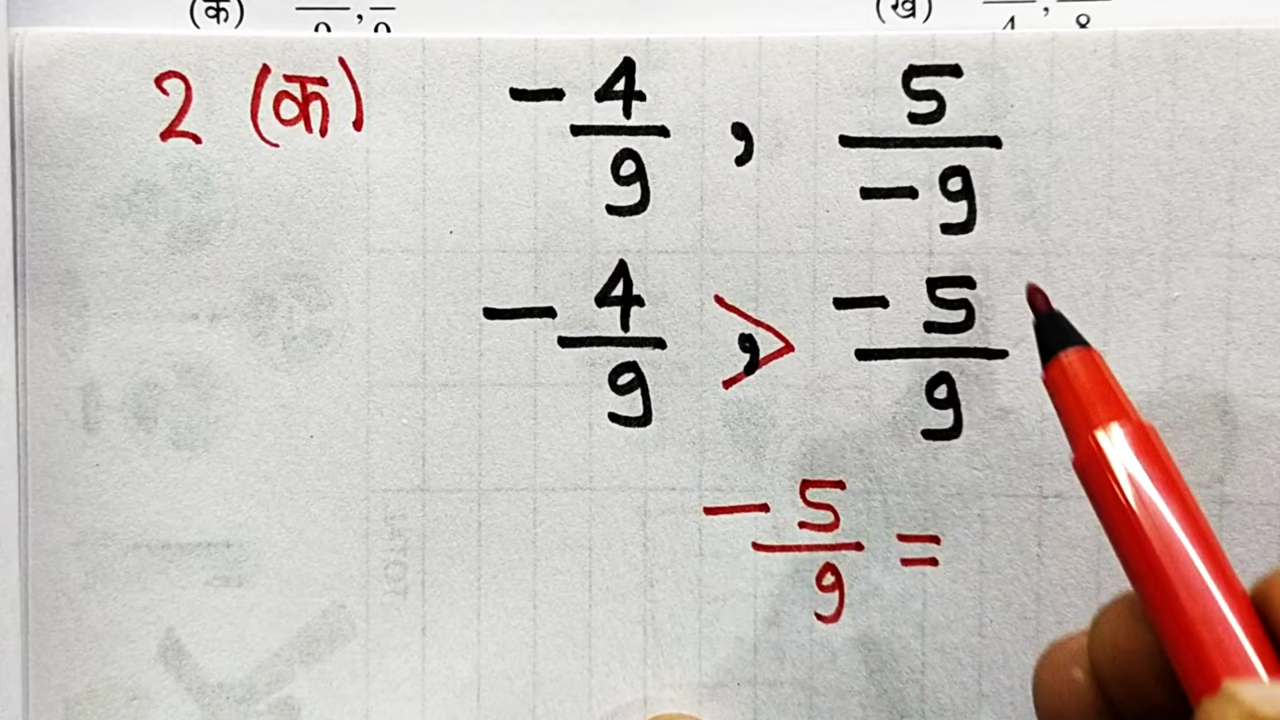 (क) ,
(ख) ,
2 (क) -4/9 , 5/-9
-4/9 > , -5/9
-5/9 =